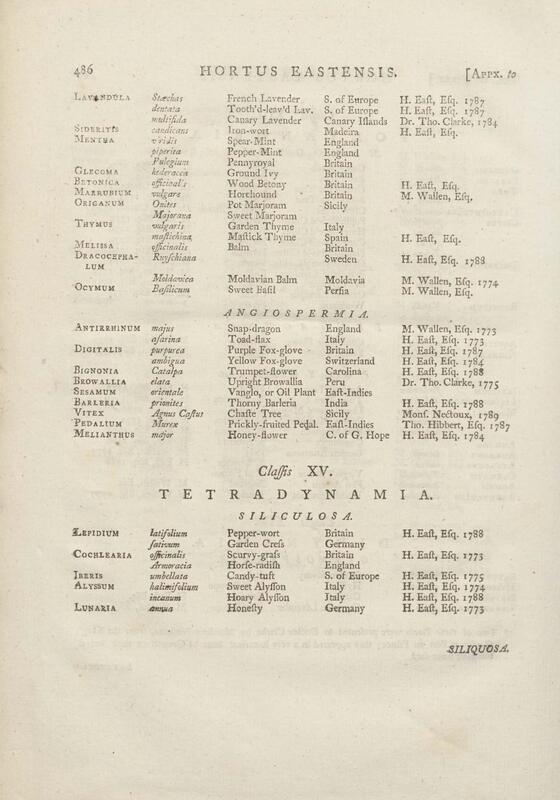 486 HORTUS EASTENSIS. [Appx. to
Lavandula Stœchas French Lavender S. of Europe H. Eaſt, Eſq. 1787
dentata Tooth'd-leav'd Lav. S. of Europe H. Eaſt, Eſq. 1787
multifida Canary Lavender Canary Iſlands Dr. Tho. Clarke, 1784
Sideritis candicans Iron-wort Madeira H. Eaſt, Eſq.
Mentha viridis Spear-Mint England
piperita Pepper-Mint England
Pulegium Pennyroyal Britain
Glecoma hederacea Ground Ivy Britain
Betonica officinalis Wood Betony Britain H. Eaſt, Eſq.
Marrubium vulgare Horehound Britain M. Wallen, Eſq.
Origanum Onites Pot Marjoram Sicily
Majorana Sweet Marjoram
Thymus vulgaris Garden Thyme Italy
maſtichina Maſtick Thyme Spain H. Eaſt, Eſq.
Melissa officinalis Balm Britain
Dracocepha- Ruyſchiana Sweden H. Eaſt, Eſq. 1788
lum
Moldavica Moldavian Balm Moldavia M. Wallen, Eſq. 1774
Ocymum Baſilicum Sweet Baſil Perſia M. Wallen, Eſq.
ANGIOSPERMIA.
Antirrhinum majus Snap-dragon England M. Wallen, Eſq. 1773
aſarina Toad-flax Italy H. Eaſt, Eſq. 1773
Digitalis purpurea Purple Fox-glove Britain H. Eaſt, Eſq. 1787
ambigua Yellow Fox-glove Switzerland H. Eaſt, Eſq. 1784
Bignonia Catalpa Trumpet-flower Carolina H. Eaſt, Eſq. 1788
Browallia elata Upright Browallia Peru Dr. Tho. Clarke, 1775
Sesamum orientale Vanglo, or Oil Plant Eaſt-Indies
Barleria prionites Thorny Barleria India H. Eaſt, Eſq. 1788
Vitex Agnus Caſtus Chaſte Tree Sicily Monſ. Nectoux, 1789
Pedalium Murex Prickly-fruited Pedal. Eaſt-Indies Tho. Hibbert, Eſq. 1787
Melianthus major Honey-flower C. of G. Hope H. Eaſt, Eſq. 1784
Claſſis XV.
TETRADYNAMIA.
SILICULOSA.
Lepidium latifolium Pepper-wort Britain H. Eaſt, Eſq. 1788
ſativum Garden Creſs Germany
Cochlearia officinalis Scurvy-graſs Britain H. Eaſt, Eſq. 1773
Armoracia Horſe-radiſh England
Iberis umbellata Candy-tuft S. of Europe H. Eaſt, Eſq. 1775
Alyssum halimifolium Sweet Alyſſon Italy H. Eaſt, Eſq. 1774
incanum Hoary Alyſſon Italy H. Eaſt, Eſq. 1788
Lunaria annua Honeſty Germany H. Eaſt, Eſq. 1773
SILIQUOSA.